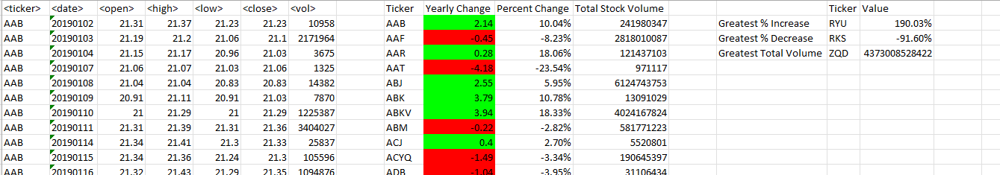 <ticker> <date> <open> <high> <low> <close> <vol> Ticker Yearly Change Percent Change Total Stock Volume Ticker Value
AAB 20190102 21.31 21.37 21.23 21.23 10958 AAB 2.14 10.04% 241980347 Greatest % Increase RYU 190.03%
AAB 20190103 21.19 21.2 21.06 21.1 2171964 AAF -0.45 -8.23% 2818010087 Greatest % Decrease RKS -91.60%
AAB 20190104 21.15 21.17 20.96 21.03 3675 AAR 0.28 18.06% 121437103 Greatest Total Volume ZQD 4373008528422
AAB 20190107 21.06 21.07 21.03 21.06 1325 AAT -4.18 -23.54% 971117
AAB 20190108 21.04 21.04 20.83 20.83 14382 ABJ 2.55 5.95% 6124743753
AAB 20190109 20.91 21.11 20.91 21.03 7870 ABK 3.79 10.78% 13091029
AAB 20190110 21 21.29 21 21.29 1225387 ABKV 3.94 18.33% 4024167824
AAB 20190111 21.31 21.39 21.31 21.36 3404027 ABM -0.22 -2.82% 581771223
AAB 20190114 21.34 21.41 21.3 21.33 25837 ACJ 0.4 2.70% 5520801
AAB 20190115 21.34 21.36 21.24 21.3 105596 ACYQ -1.49 -3.34% 190645397
AAB 20190116 21.32 21.43 21.29 21.35 1094876 ADB -1.04 -3.95% 31106434